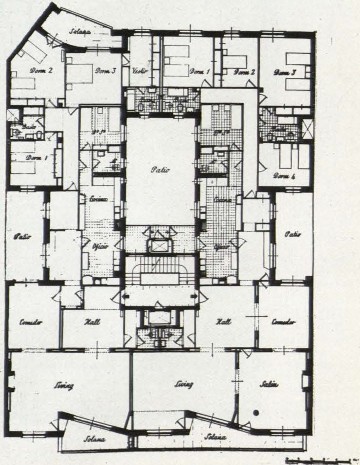 Solana
Dorm 2
Dorm 3
Vestir
Dorm 1
Dorm 2
Dorm 3
Baño
Dorm 1
Dorm 4
Patio
Cocina
Cocina
Patio
Oficio
Oficio
Patio
Comedor
Hall
Hall
Comedor
Living
Living
Salón
Solana
Solana